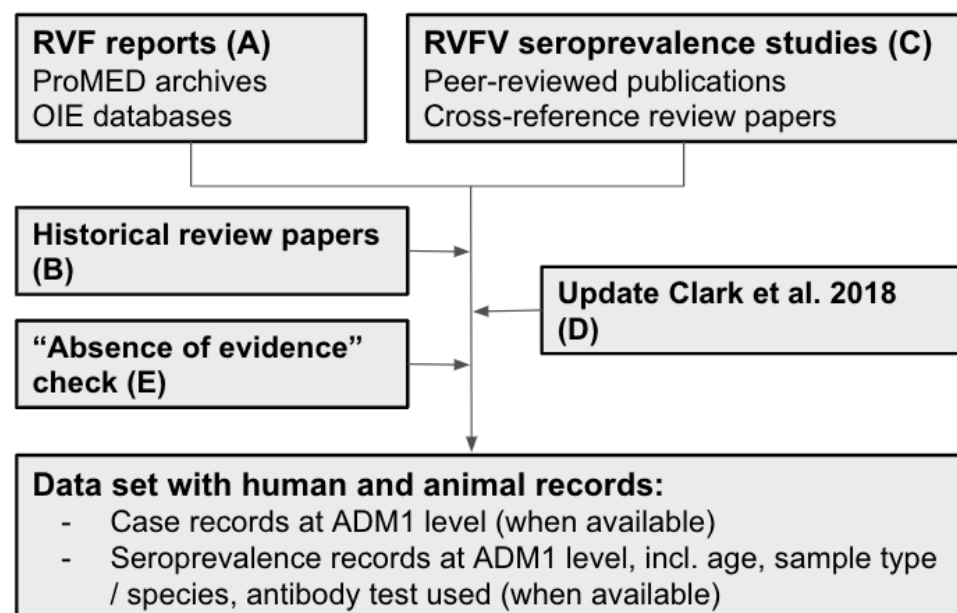 RVF reports (A)
ProMED archives
OIE databases
RVFV seroprevalence studies (C)
Peer-reviewed publications
Cross-reference review papers
Historical review papers
(B)
Update Clark et al. 2018
(D)
“Absence of evidence”
check (E)
Data set with human and animal records:
- Case records at ADM1 level (when available)
- Seroprevalence records at ADM1 level, incl. age, sample type
/ species, antibody test used (when available)